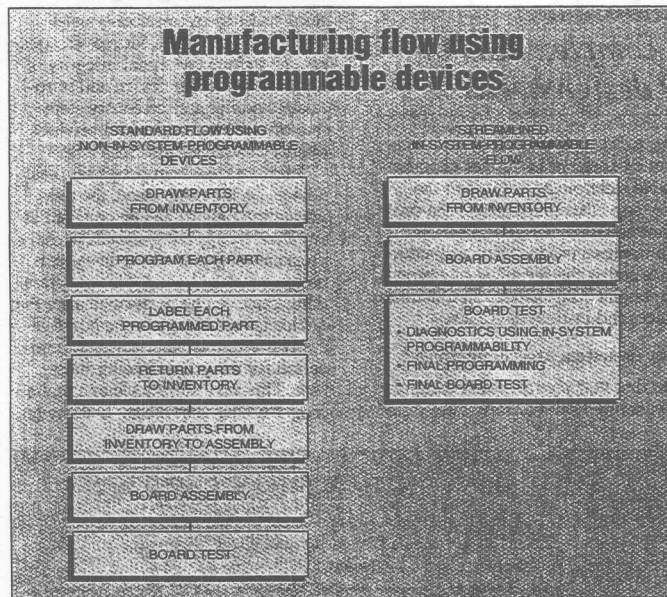 Manufacturing flow using
programmable devices
STANDARD FLOW USING
NON-IN-SYSTEM-PROGRAMMABLE
DEVICES
DRAW PARTS
FROM INVENTORY
PROGRAM EACH PART
LABEL EACH
PROGRAMMED PART
RETURN PARTS
TO INVENTORY
DRAW PARTS FROM
INVENTORY TO ASSEMBLY
BOARD ASSEMBLY
BOARD TEST
STREAMLINED
IN-SYSTEM-PROGRAMMABLE
FLOW
DRAW PARTS
FROM INVENTORY
BOARD ASSEMBLY
BOARD TEST
• DIAGNOSTICS USING IN-SYSTEM
PROGRAMMABILITY
• FINAL PROGRAMMING
• FINAL BOARD TEST